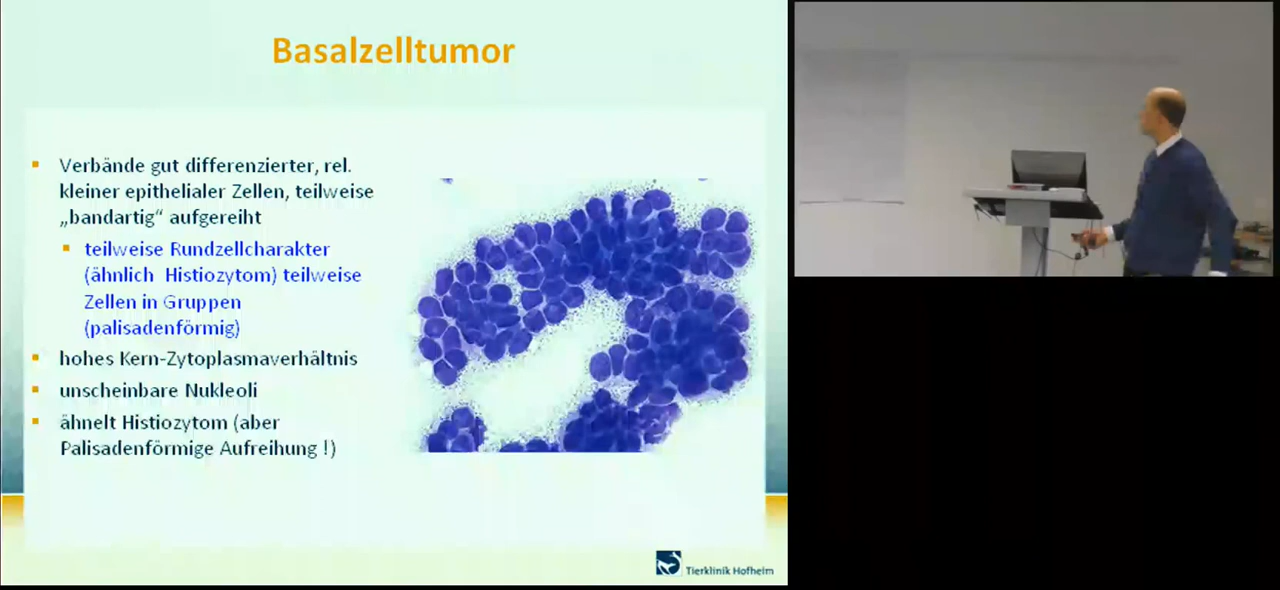 Basalzelltumor
Verbände gut differenzierter, rel.
kleiner epithelialer Zellen, teilweise
„bandartig“ aufgereiht
teilweise Rundzellcharakter
(ähnlich Histiozytom) teilweise
Zellen in Gruppen
(palisadenförmig)
hohes Kern-Zytoplasmaverhältnis
unscheinbare Nukleoli
ähnelt Histiozytom (aber
Palisadenförmige Aufreihung !)
Tierklinik Hofheim